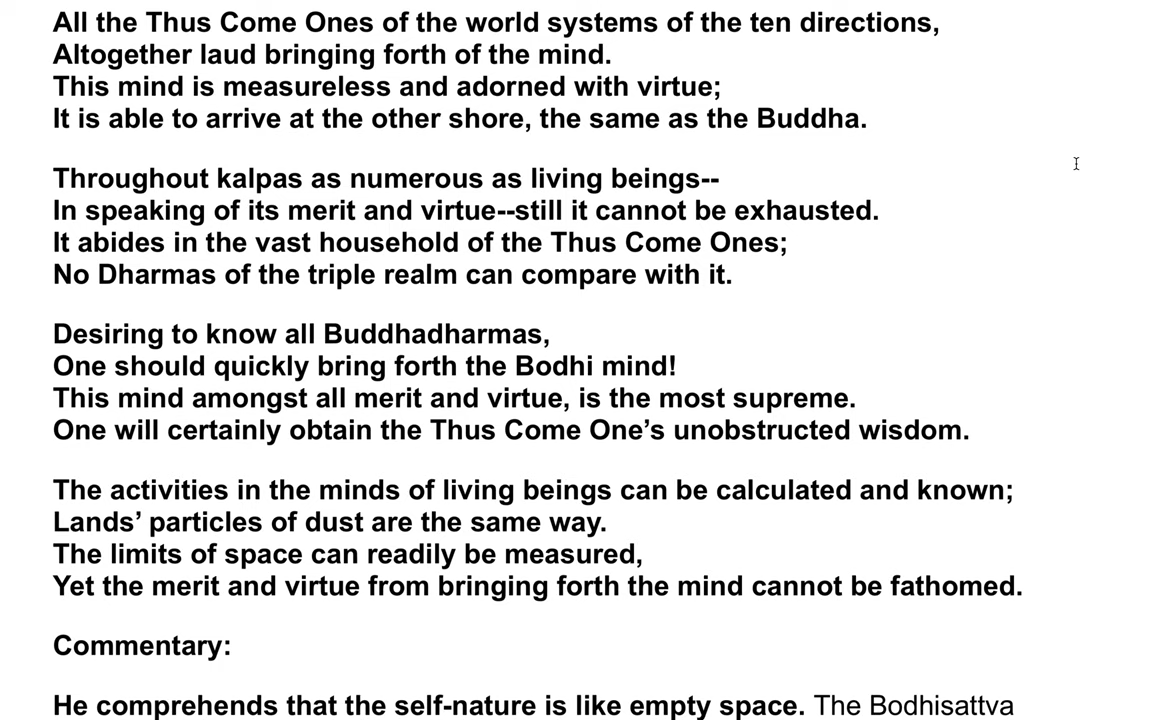 All the Thus Come Ones of the world systems of the ten directions,
Altogether laud bringing forth of the mind.
This mind is measureless and adorned with virtue;
It is able to arrive at the other shore, the same as the Buddha.
Throughout kalpas as numerous as living beings--
In speaking of its merit and virtue--still it cannot be exhausted.
It abides in the vast household of the Thus Come Ones;
No Dharmas of the triple realm can compare with it.
Desiring to know all Buddhadharmas,
One should quickly bring forth the Bodhi mind!
This mind amongst all merit and virtue, is the most supreme.
One will certainly obtain the Thus Come One’s unobstructed wisdom.
The activities in the minds of living beings can be calculated and known;
Lands’ particles of dust are the same way.
The limits of space can readily be measured,
Yet the merit and virtue from bringing forth the mind cannot be fathomed.
Commentary:
He comprehends that the self-nature is like empty space. The Bodhisattva